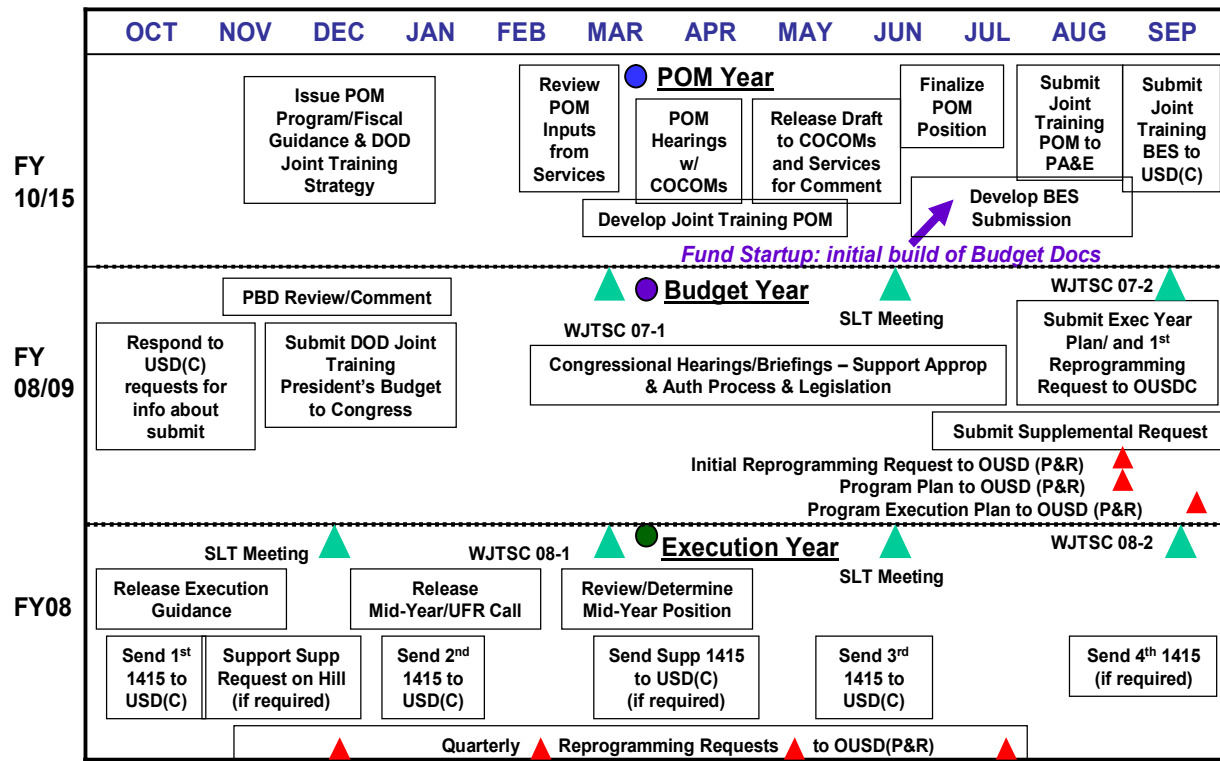 OCT NOV DEC JAN FEB MAR APR MAY JUN JUL AUG SEP
FY
10/15
POM Year
Issue POM
Program/Fiscal
Guidance & DOD
Joint Training
Strategy
Review
POM
Inputs
from
Services
POM
Hearings
w/
COCOMs
Release Draft
to COCOMs
and Services
for Comment
Finalize
POM
Position
Submit
Joint
Training
POM to
PA&E
Submit
Joint
Training
BES to
USD(C)
Develop Joint Training POM
Develop BES
Submission
Fund Startup: initial build of Budget Docs
FY
08/09
Budget Year
PBD Review/Comment
WJTSC 07-1
SLT Meeting
WJTSC 07-2
Respond to
USD(C)
requests for
info about
submit
Submit DOD Joint
Training
President's Budget
to Congress
Congressional Hearings/Briefings – Support Approp
& Auth Process & Legislation
Submit Exec Year
Plan/ and 1st
Reprogramming
Request to OUSDC
Submit Supplemental Request
Initial Reprogramming Request to OUSD (P&R)
Program Plan to OUSD (P&R)
Program Execution Plan to OUSD (P&R)
FY08
Execution Year
SLT Meeting
WJTSC 08-1
SLT Meeting
WJTSC 08-2
Release Execution
Guidance
Release
Mid-Year/UFR Call
Review/Determine
Mid-Year Position
Send 1st
1415 to
USD(C)
Support Supp
Request on Hill
(if required)
Send 2nd
1415 to
USD(C)
Send Supp 1415
to USD(C)
(if required)
Send 3rd
1415 to
USD(C)
Send 4th 1415
(if required)
Quarterly Reprogramming Requests to OUSD(P&R)